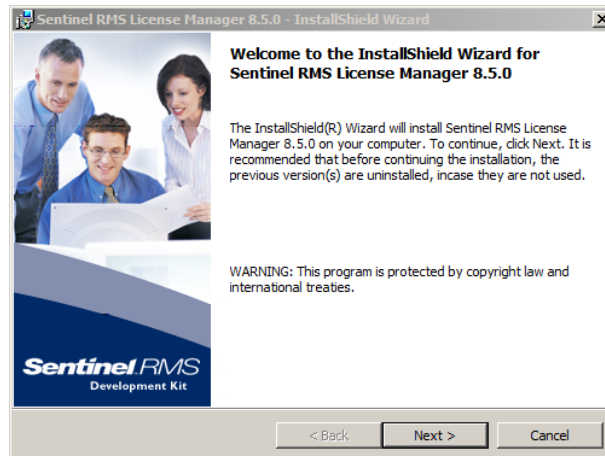 Sentinel RMS License Manager 8.5.0 - InstallShield Wizard
Welcome to the InstallShield Wizard for
Sentinel RMS License Manager 8.5.0
The InstallShield(R) Wizard will install Sentinel RMS License
Manager 8.5.0 on your computer. To continue, click Next. It is
recommended that before continuing the installation, the
previous version(s) are uninstalled, incase they are not used.
WARNING: This program is protected by copyright law and
international treaties.
Sentinel.RMS
Development Kit
< Back
Next >
Cancel